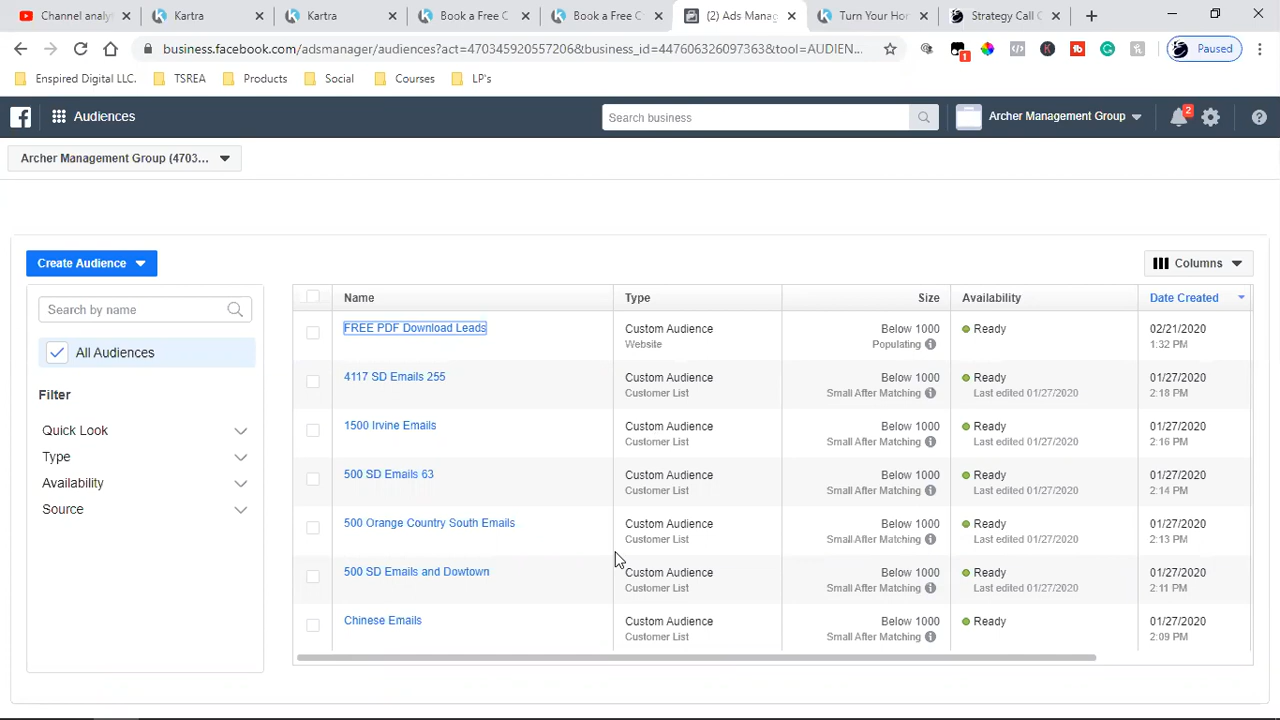 Channel analyt
Kartra
Kartra
Book a Free C
Book a Free C
(2) Ads Mana
Turn Your Hor
Strategy Call C
business.facebook.com/adsmanager/audiences?act=470345920557206&business_id=447606326097363&tool=AUDIEN...
1
Paused
Enspired Digital LLC.
TSREA
Products
Social
Courses
LP's
Audiences
Search business
Archer Management Group
2
Archer Management Group (4703...
Create Audience
Columns
Search by name
All Audiences
Filter
Quick Look
Type
Availability
Source
Name Type Size Availability Date Created
FREE PDF Download Leads Custom Audience Below 1000 Ready 02/21/2020
Website Populating 1:32 PM
4117 SD Emails 255 Custom Audience Below 1000 Ready 01/27/2020
Customer List Small After Matching Last edited 01/27/2020 2:18 PM
1500 Irvine Emails Custom Audience Below 1000 Ready 01/27/2020
Customer List Small After Matching Last edited 01/27/2020 2:16 PM
500 SD Emails 63 Custom Audience Below 1000 Ready 01/27/2020
Customer List Small After Matching Last edited 01/27/2020 2:14 PM
500 Orange Country South Emails Custom Audience Below 1000 Ready 01/27/2020
Customer List Small After Matching Last edited 01/27/2020 2:13 PM
500 SD Emails and Dowtown Custom Audience Below 1000 Ready 01/27/2020
Customer List Small After Matching Last edited 01/27/2020 2:11 PM
Chinese Emails Custom Audience Below 1000 Ready 01/27/2020
Customer List Small After Matching 2:09 PM